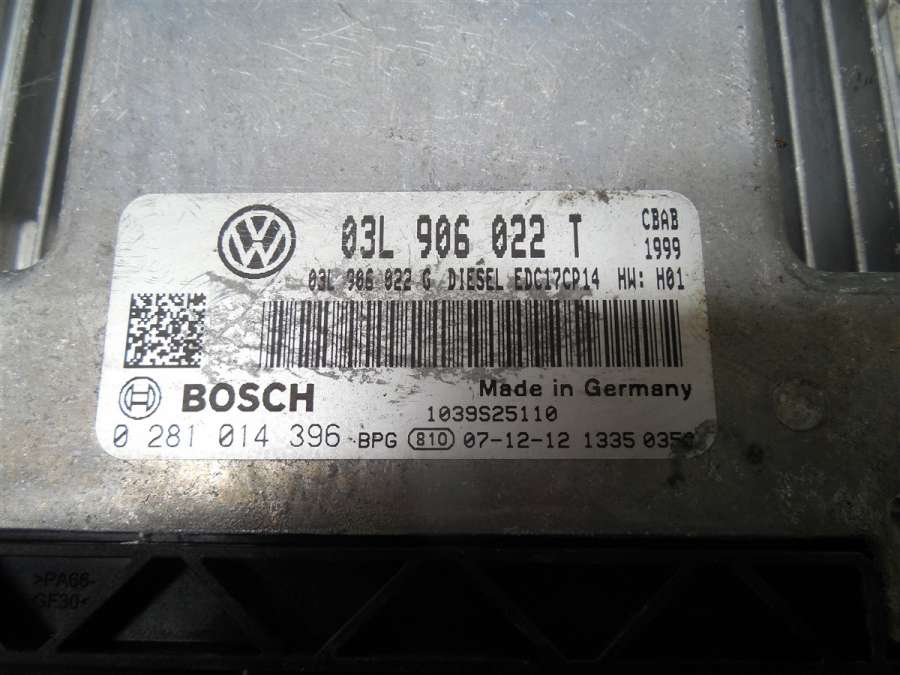 03L 906 022 T CBAB
1999
03L 906 022 G DIESEL EDC17CP14 HW: H01
BOSCH Made in Germany
1039S25110
0 281 014 396 BPG 810 07-12-12 1335
>PA66-
GF30<